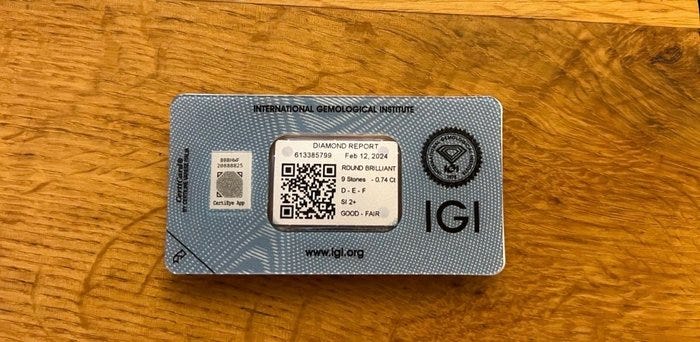 INTERNATIONAL GEMOLOGICAL INSTITUTE
DIAMOND REPORT
613385799 Feb 12, 2024
ROUND BRILLIANT
9 Stones - 0.74 Ct
D - E - F
SI 2+
GOOD - FAIR
20888825
CertiEye App
IGI
www.igi.org